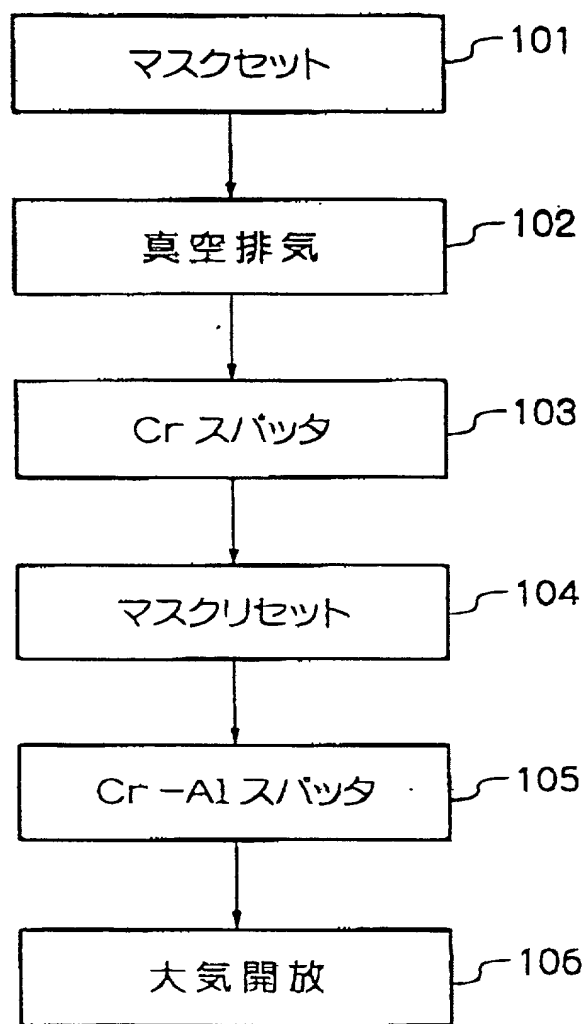 マスクセット 101
真空排気 102
Cr スパッタ 103
マスクリセット 104
Cr-Al スパッタ 105
大気開放 106